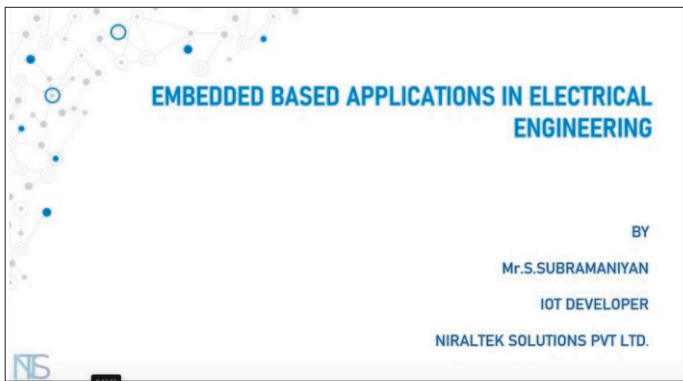 EMBEDDED BASED APPLICATIONS IN ELECTRICAL
ENGINEERING
BY
Mr.S.SUBRAMANIYAN
IOT DEVELOPER
NIRALTEK SOLUTIONS PVT LTD.
NTS